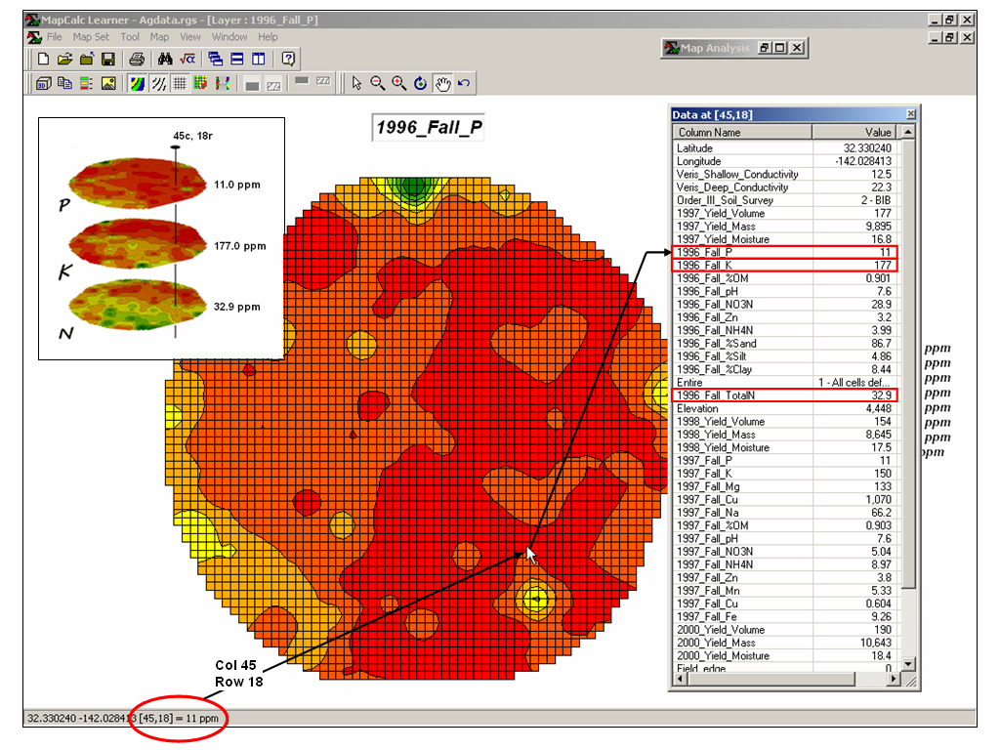 MapCalc Learner - Agdata.rgs - [Layer : 1996_Fall_P]
File Map Set Tool Map View Window Help
Map Analysis
1996_Fall_P
45c, 18r
P 11.0 ppm
K 177.0 ppm
N 32.9 ppm
Data at [45,18]
Column Name Value
Latitude 32.330240
Longitude -142.028413
Veris_Shallow_Conductivity 12.5
Veris_Deep_Conductivity 22.3
Order_III_Soil_Survey 2 - BIB
1997_Yield_Volume 177
1997_Yield_Mass 9,895
1997_Yield_Moisture 16.8
1996_Fall_P 11
1996_Fall_K 177
1996_Fall_%OM 0.901
1996_Fall_pH 7.6
1996_Fall_NO3N 28.9
1996_Fall_Zn 3.2
1996_Fall_NH4N 3.99
1996_Fall_%Sand 86.7
1996_Fall_%Silt 4.86
1996_Fall_%Clay 8.44
Entire 1 - All cells def...
1996_Fall_TotalN 32.9
Elevation 4,448
1998_Yield_Volume 154
1998_Yield_Mass 8,645
1998_Yield_Moisture 17.5
1997_Fall_P 11
1997_Fall_K 150
1997_Fall_Mg 133
1997_Fall_Cu 1,070
1997_Fall_Na 66.2
1997_Fall_%OM 0.903
1997_Fall_pH 7.6
1997_Fall_NO3N 5.04
1997_Fall_NH4N 8.97
1997_Fall_Zn 3.8
1997_Fall_Mn 5.33
1997_Fall_Cu 0.604
1997_Fall_Fe 9.26
2000_Yield_Volume 190
2000_Yield_Mass 10,643
2000_Yield_Moisture 18.4
Field_edge 0
ppm
ppm
ppm
ppm
ppm
ppm
ppm
ppm
Col 45
Row 18
32.330240 -142.028413 [45,18] = 11 ppm